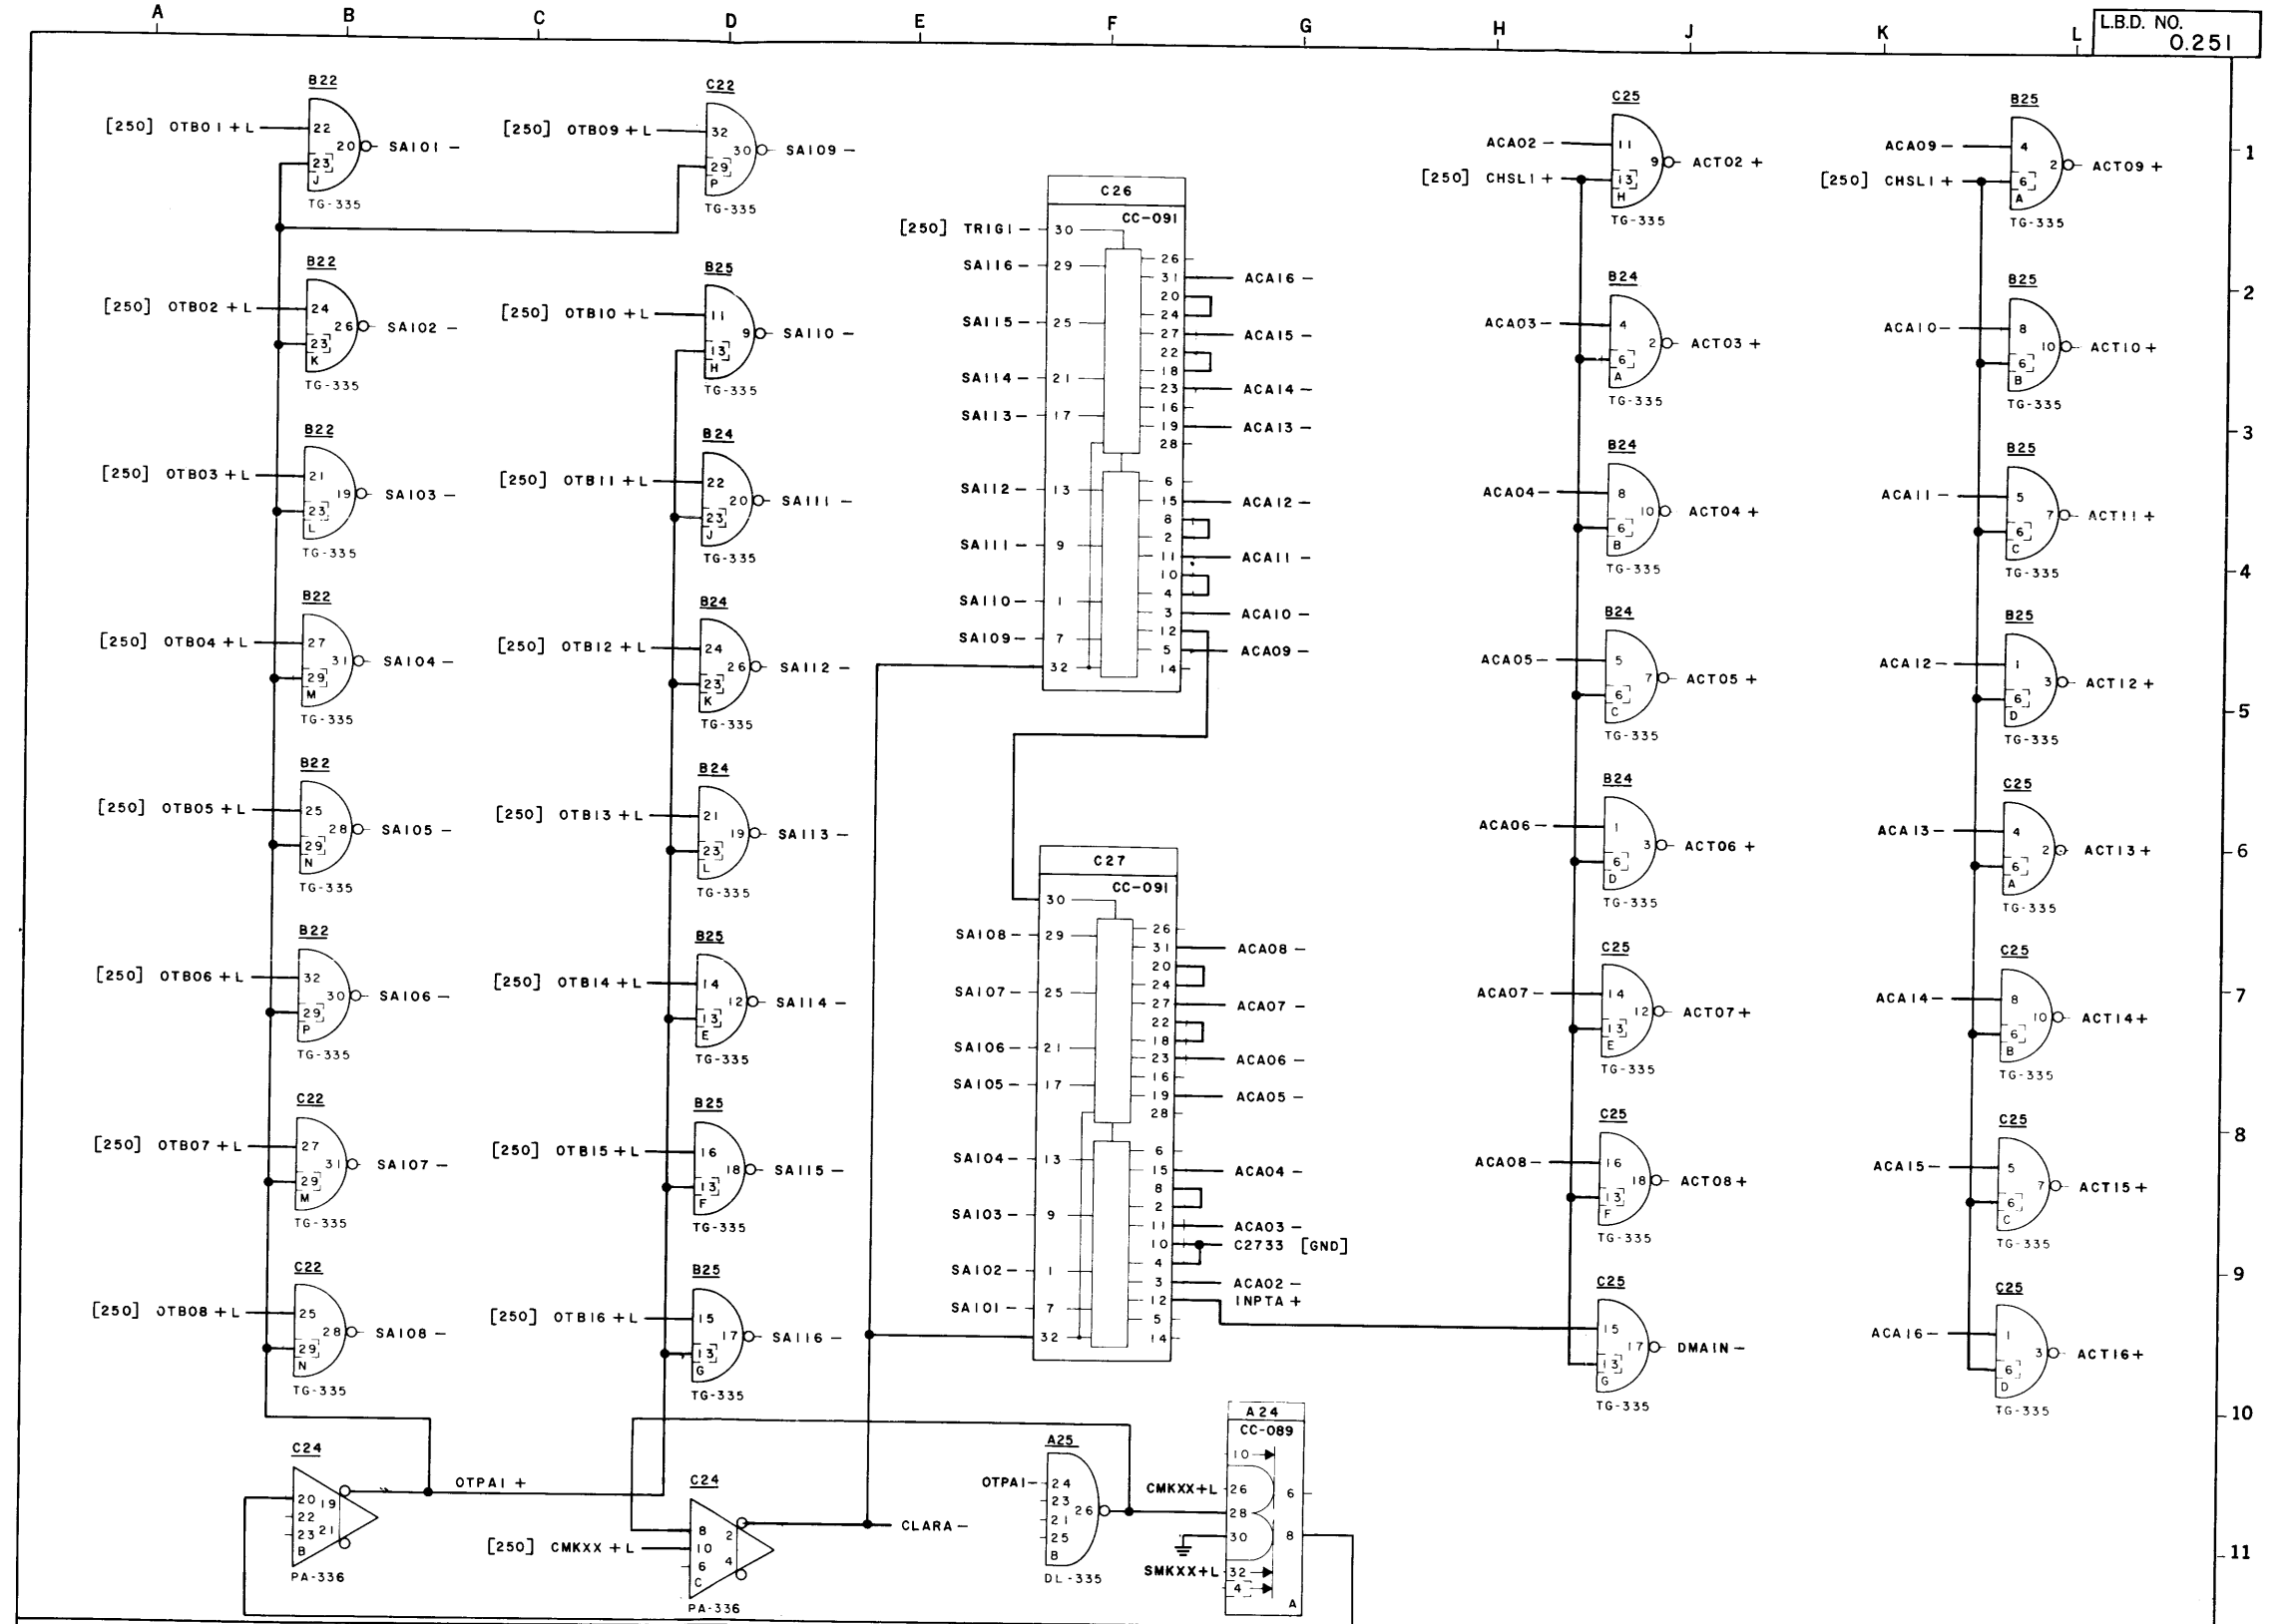 A B C D E F G H J K L
L.B.D. NO.
0.251
1
2
3
4
5
6
7
8
9
10
11
B22
[250] OTB01+L 22 20 SA101 –
23
J
TG-335
B22
[250] OTB02+L 24 26 SA102 –
23
K
TG-335
B22
[250] OTB03+L 21 19 SA103 –
23
L
TG-335
B22
[250] OTB04+L 27 31 SA104 –
29
M
TG-335
B22
[250] OTB05+L 25 28 SA105 –
29
N
TG-335
B22
[250] OTB06+L 32 30 SA106 –
29
P
TG-335
C22
[250] OTB07+L 27 31 SA107 –
29
M
TG-335
C22
[250] OTB08+L 25 28 SA108 –
29
N
TG-335
C24
20 19
22
23 21
B
PA-336
OTPA1 +
C22
[250] OTB09+L 32 30 SA109 –
29
P
TG-335
B25
[250] OTB10+L 11 9 SA110 –
13
H
TG-335
B24
[250] OTB11+L 22 20 SA111 –
23
J
TG-335
B24
[250] OTB12+L 24 26 SA112 –
23
K
TG-335
B24
[250] OTB13+L 21 19 SA113 –
23
L
TG-335
B25
[250] OTB14+L 14 12 SA114 –
13
E
TG-335
B25
[250] OTB15+L 16 18 SA115 –
13
F
TG-335
B25
[250] OTB16+L 15 17 SA116 –
13
G
TG-335
C24
8 2
[250] CMKXX+L 10
6 4
C
PA-336
CLARA –
C26
CC-091
[250] TRIG1 – 30
26
SA116 – 29
31 ACA16 –
20
24
SA115 – 25
27 ACA15 –
22
18
SA114 – 21
23 ACA14 –
16
SA113 – 17
19 ACA13 –
28
6
SA112 – 13
15 ACA12 –
8
2
SA111 – 9
11 ACA11 –
10
4
SA110 – 1
3 ACA10 –
12
SA109 – 7
5 ACA09 –
32 14
C27
CC-091
30
26
SA108 – 29
31 ACA08 –
20
24
SA107 – 25
27 ACA07 –
22
18
SA106 – 21
23 ACA06 –
16
SA105 – 17
19 ACA05 –
28
6
SA104 – 13
15 ACA04 –
8
2
SA103 – 9
11 ACA03 –
10 C2733 [GND]
4
SA102 – 1
3 ACA02 –
12 INPTA +
SA101 – 7
5
32 14
A25
OTPA1– 24
23
21 26
25
B
DL-335
A24
CC-089
10
CMKXX+L 26 6
28
30 8
SMKXX+L 32
4
A
C25
ACA02 – 11 9 ACT02 +
[250] CHSL1 + 13
H
TG-335
B24
ACA03 – 4 2 ACT03 +
6
A
TG-335
B24
ACA04 – 8 10 ACT04 +
6
B
TG-335
B24
ACA05 – 5 7 ACT05 +
6
C
TG-335
B24
ACA06 – 1 3 ACT06 +
6
D
TG-335
C25
ACA07 – 14 12 ACT07 +
13
E
TG-335
C25
ACA08 – 16 18 ACT08 +
13
F
TG-335
C25
15 17 DMAIN –
13
G
TG-335
B25
ACA09 – 4 2 ACT09 +
[250] CHSL1 + 6
A
TG-335
B25
ACA10 – 8 10 ACT10 +
6
B
TG-335
B25
ACA11 – 5 7 ACT11 +
6
C
TG-335
B25
ACA12 – 1 3 ACT12 +
6
D
TG-335
C25
ACA13 – 4 2 ACT13 +
6
A
TG-335
C25
ACA14 – 8 10 ACT14 +
6
B
TG-335
C25
ACA15 – 5 7 ACT15 +
6
C
TG-335
C25
ACA16 – 1 3 ACT16 +
6
D
TG-335